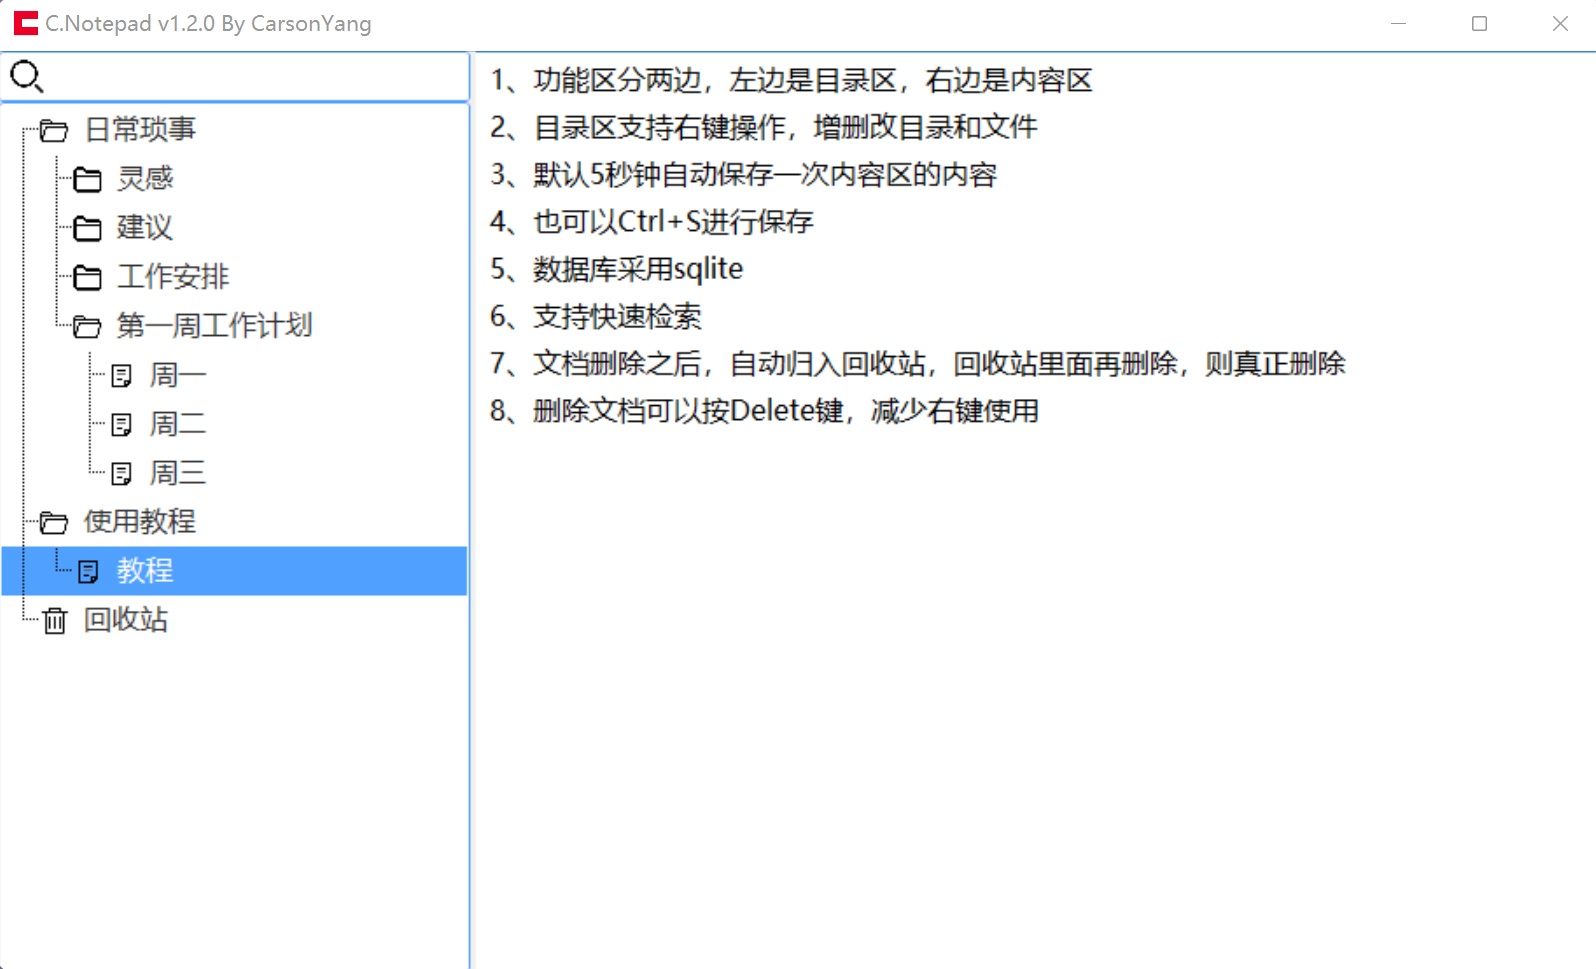 C.Notepad v1.2.0 By CarsonYang
日常琐事
灵感
建议
工作安排
第一周工作计划
周一
周二
周三
使用教程
教程
回收站
1、功能区分两边，左边是目录区，右边是内容区
2、目录区支持右键操作，增删改目录和文件
3、默认5秒钟自动保存一次内容区的内容
4、也可以Ctrl+S进行保存
5、数据库采用sqlite
6、支持快速检索
7、文档删除之后，自动归入回收站，回收站里面再删除，则真正删除
8、删除文档可以按Delete键，减少右键使用